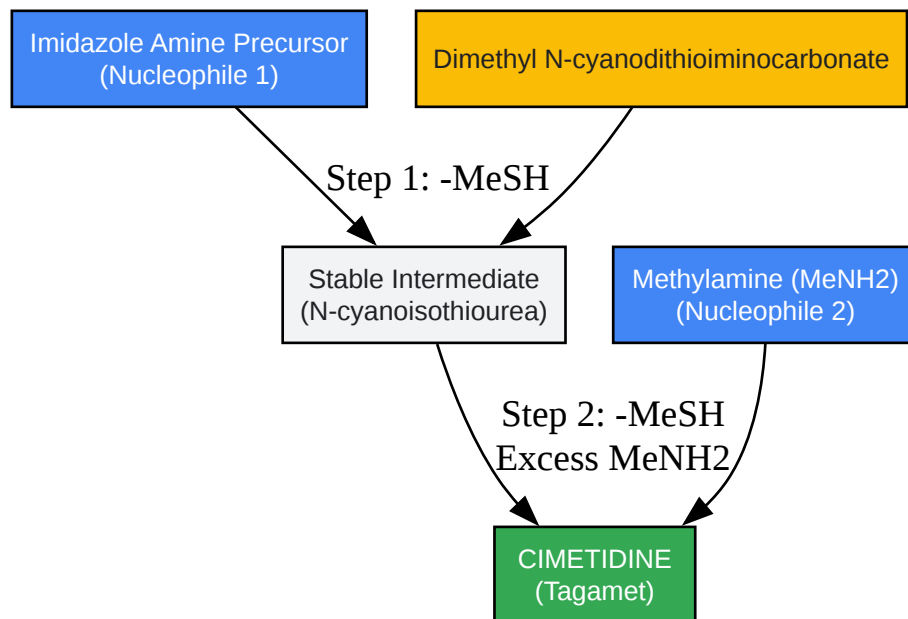 Imidazole Amine Precursor
(Nucleophile 1)
Dimethyl N-cyanodithioiminocarbonate
Step 1: -MeSH
Stable Intermediate
(N-cyanoisothiourea)
Methylamine (MeNH2)
(Nucleophile 2)
Step 2: -MeSH
Excess MeNH2
CIMETIDINE
(Tagamet)